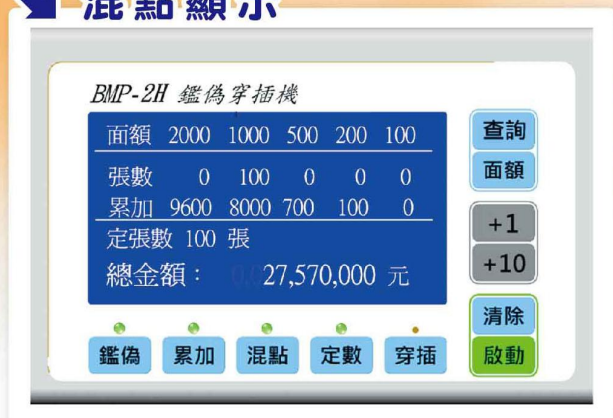 混點顯示
BMP-2H 鑑偽穿插機
面額 2000 1000 500 200 100
張數 0 100 0 0 0
累加 9600 8000 700 100 0
定張數 100 張
總金額： 27,570,000 元
查詢
面額
+1
+10
清除
啟動
鑑偽 累加 混點 定數 穿插